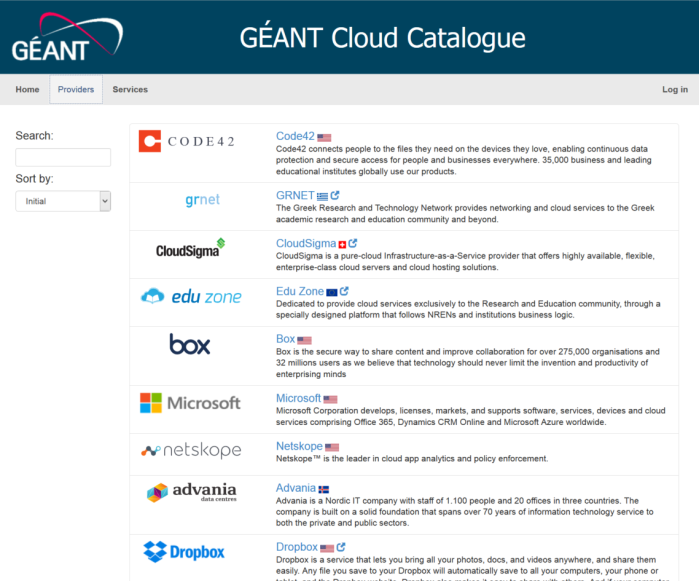 GÉANT
GÉANT Cloud Catalogue
Home Providers Services Log in
Search:
Sort by:
Initial
CODE42
Code42
Code42 connects people to the files they need on the devices they love, enabling continuous data
protection and secure access for people and businesses everywhere. 35,000 business and leading
educational institutes globally use our products.
grnet
GRNET
The Greek Research and Technology Network provides networking and cloud services to the Greek
academic research and education community and beyond.
CloudSigma
CloudSigma
CloudSigma is a pure-cloud Infrastructure-as-a-Service provider that offers highly available, flexible,
enterprise-class cloud servers and cloud hosting solutions.
edu zone
Edu Zone
Dedicated to provide cloud services exclusively to the Research and Education community, through a
specially designed platform that follows NRENs and institutions business logic.
box
Box
Box is the secure way to share content and improve collaboration for over 275,000 organisations and
32 millions users as we believe that technology should never limit the invention and productivity of
enterprising minds
Microsoft
Microsoft
Microsoft Corporation develops, licenses, markets, and supports software, services, devices and cloud
services comprising Office 365, Dynamics CRM Online and Microsoft Azure worldwide.
netskope
Netskope
Netskope™ is the leader in cloud app analytics and policy enforcement.
advania
data centres
Advania
Advania is a Nordic IT company with staff of 1.100 people and 20 offices in three countries. The
company is built on a solid foundation that spans over 70 years of information technology service to
both the private and public sectors.
Dropbox
Dropbox
Dropbox is a service that lets you bring all your photos, docs, and videos anywhere, and share them
easily. Any file you save to your Dropbox will automatically save to all your computers, your phone or